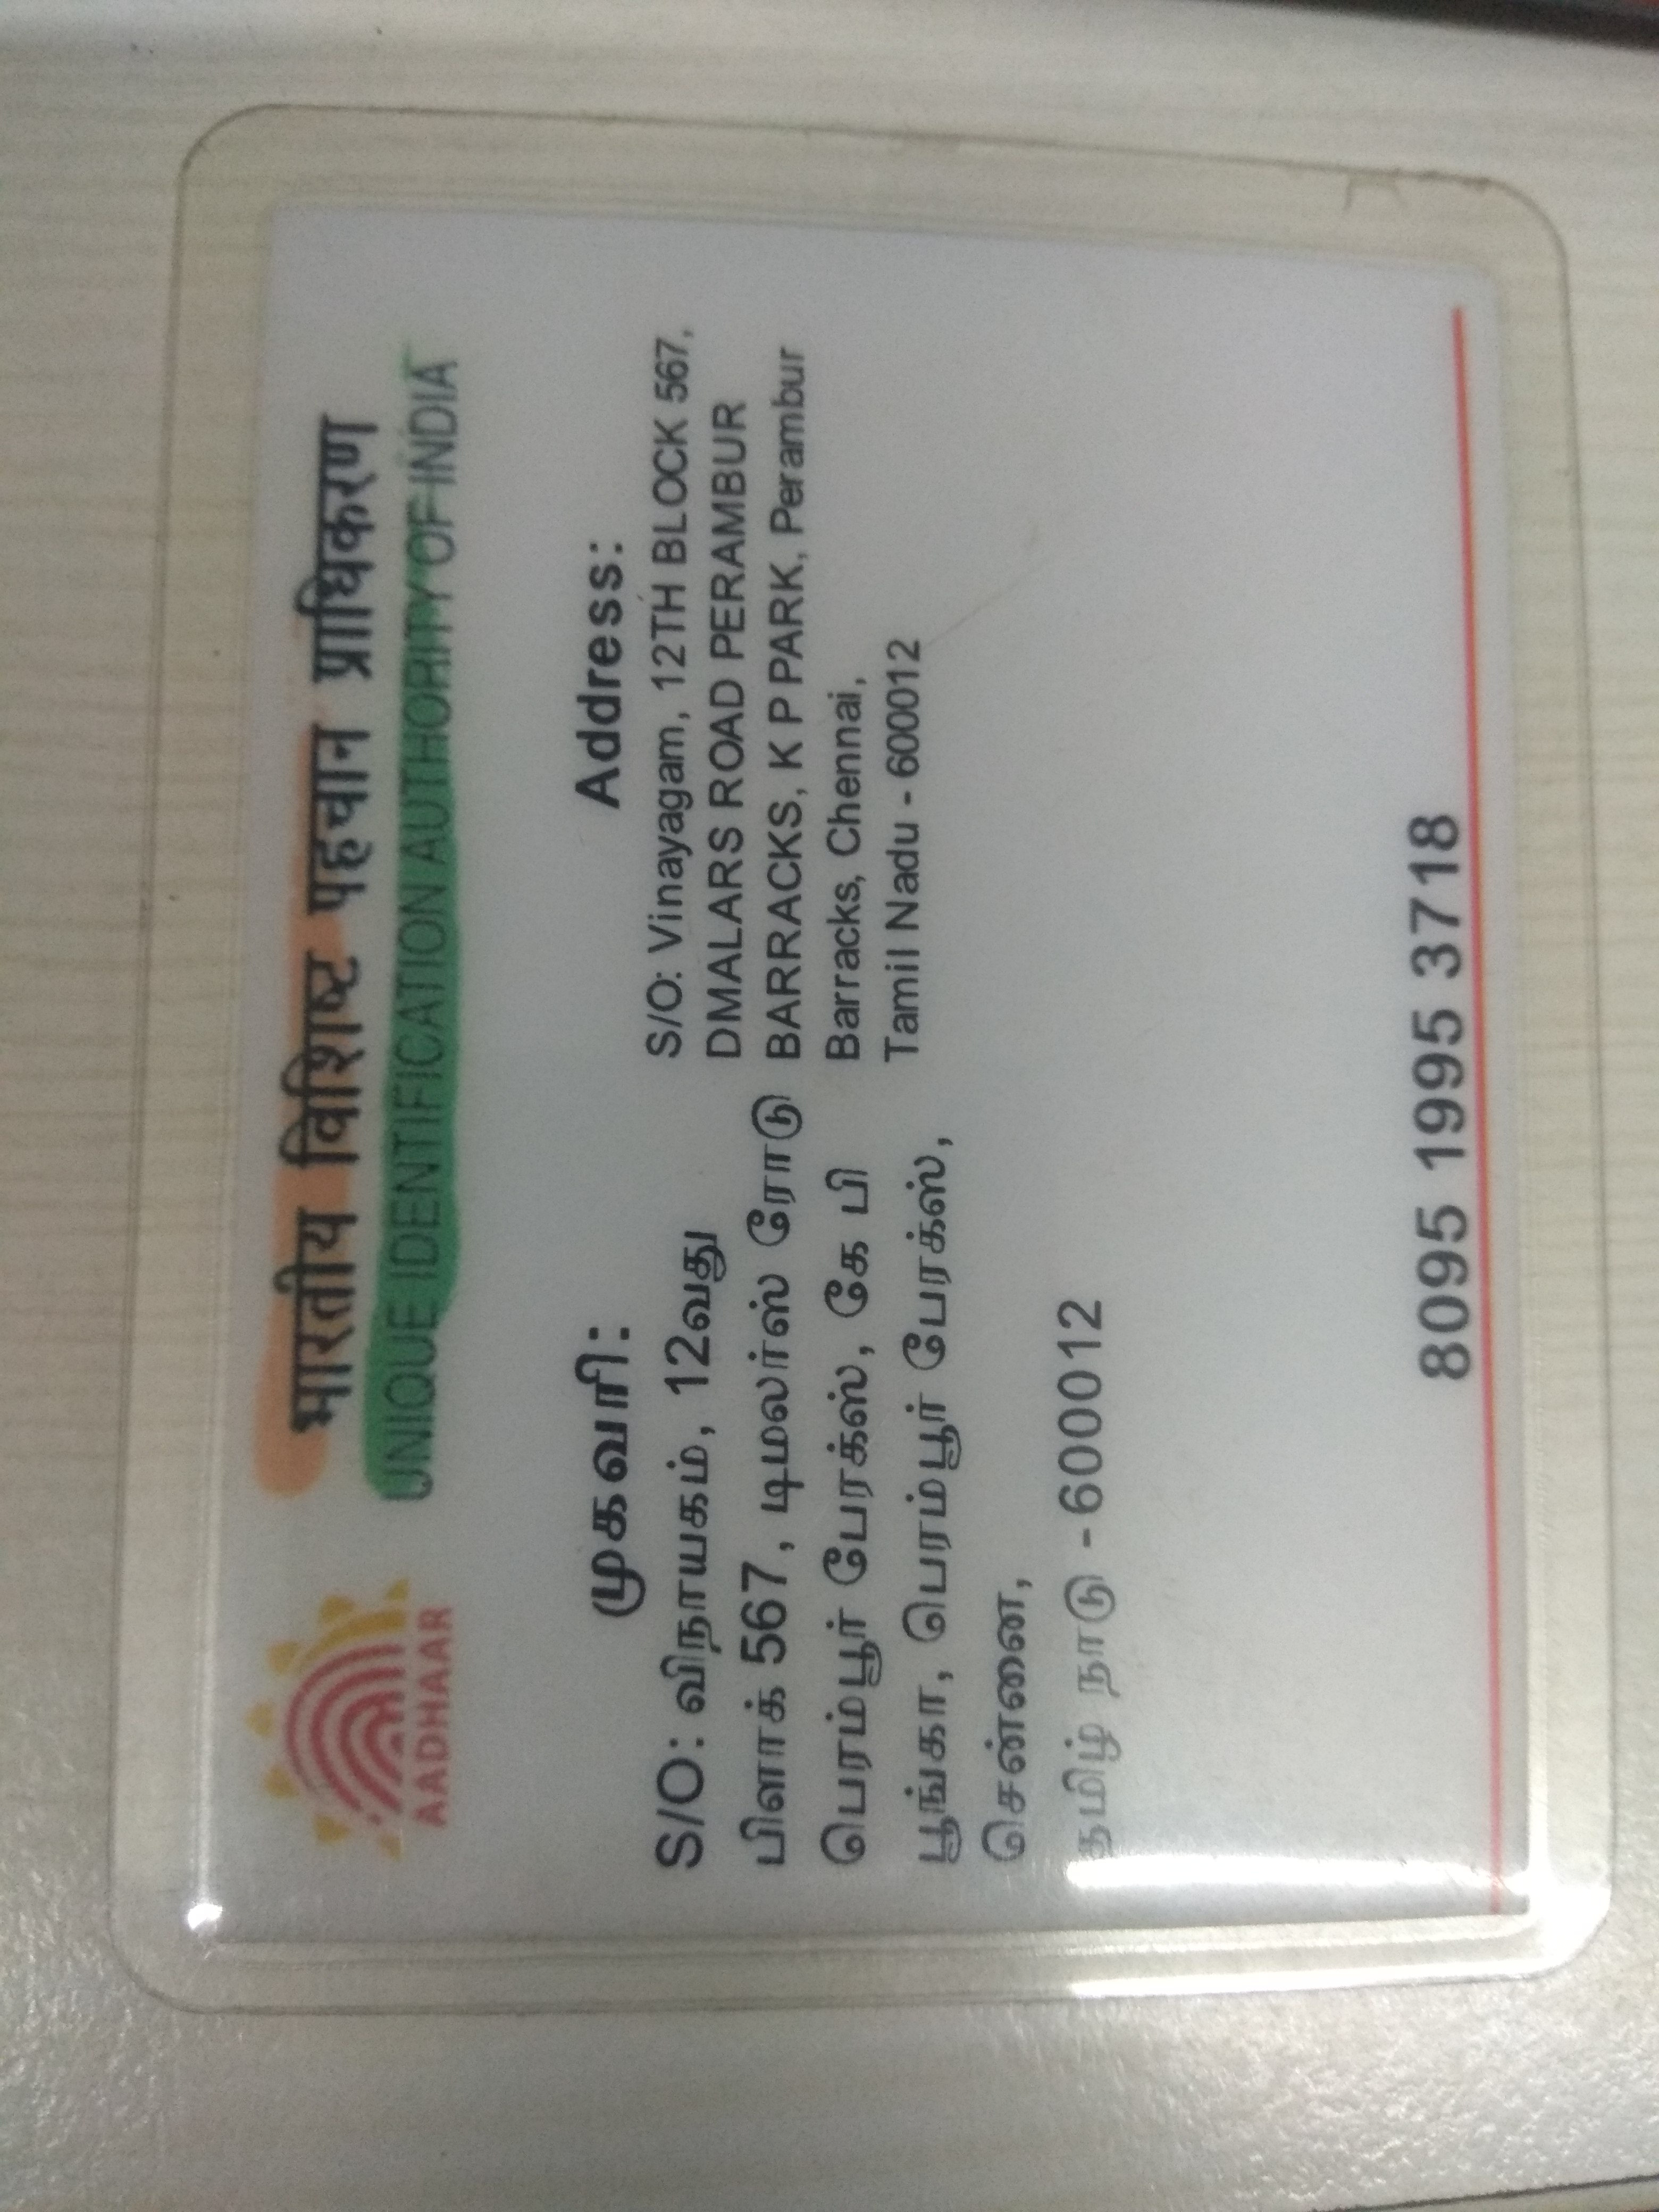 भारतीय विशिष्ट पहचान प्राधिकरण
UNIQUE IDENTIFICATION AUTHORITY OF INDIA
AADHAAR
முகவரி:
S/O: விநாயகம், 12வது
பிளாக் 567, டிமலர்ஸ் ரோடு
பெரம்பூர் பேரக்ஸ், கே பி
பூங்கா, பெரம்பூர் பேரக்ஸ்,
சென்னை,
தமிழ் நாடு - 600012
Address:
S/O: Vinayagam, 12TH BLOCK 567,
DMALARS ROAD PERAMBUR
BARRACKS, K P PARK, Perambur
Barracks, Chennai,
Tamil Nadu - 600012
8095 1995 3718